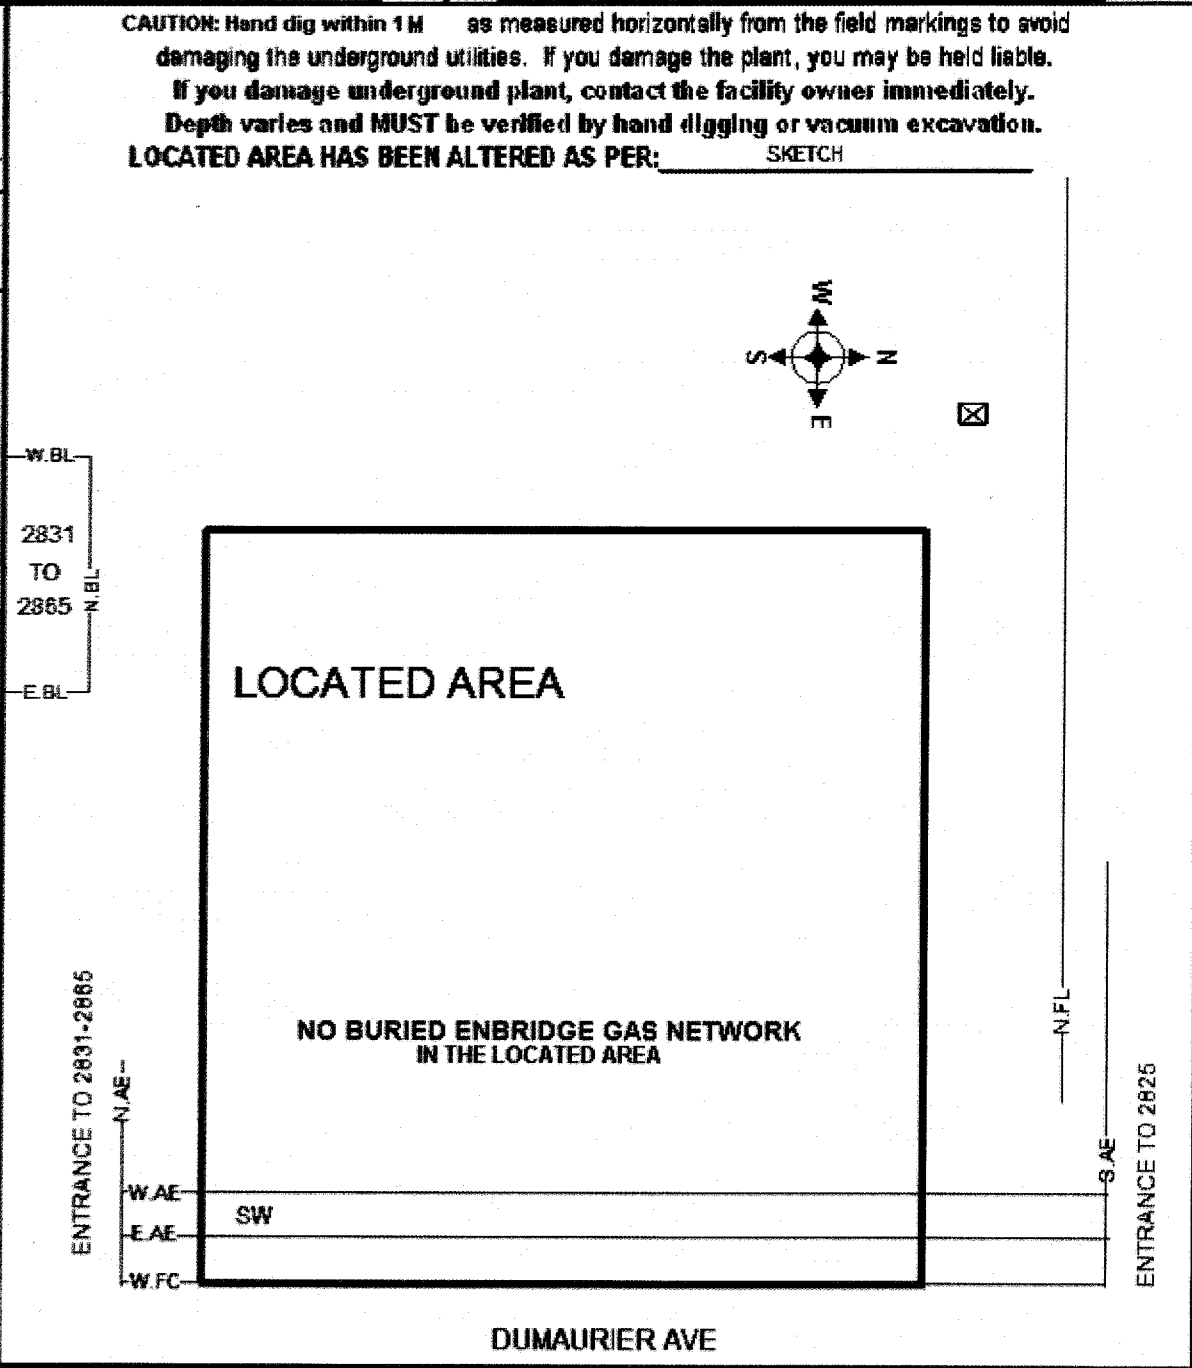 CAUTION: Hand dig within 1 M as measured horizontally from the field markings to avoid
damaging the underground utilities. If you damage the plant, you may be held liable.
If you damage underground plant, contact the facility owner immediately.
Depth varies and MUST be verified by hand digging or vacuum excavation.
LOCATED AREA HAS BEEN ALTERED AS PER: SKETCH
W
S
N
E
W.BL
2831
TO
2865
N.BL
E.BL
LOCATED AREA
NO BURIED ENBRIDGE GAS NETWORK
IN THE LOCATED AREA
N.FL
ENTRANCE TO 2831-2865
N.AE
S.AE
ENTRANCE TO 2825
W.AE
SW
E.AE
W.FC
DUMAURIER AVE